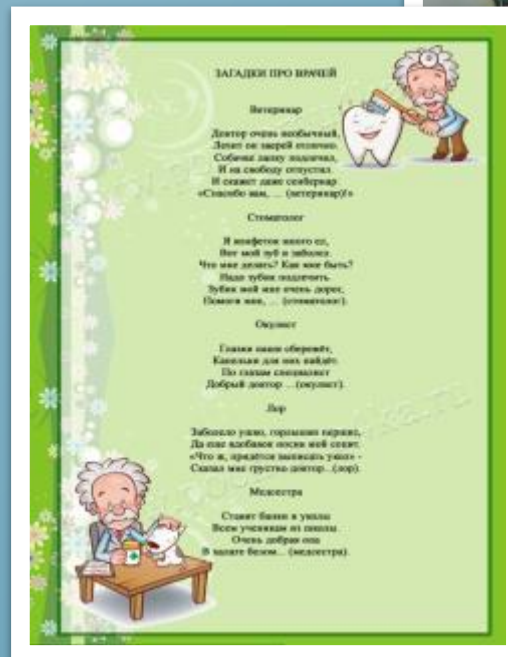 ЗАГАДКИ ПРО ВРАЧЕЙ
Ветеринар
Доктор очень необычный,
Лечит он зверей отлично.
Собачке лапку подлечил,
И на свободу отпустил.
И скажет даже сенбернар:
«Спасибо вам, ... (ветеринар)!»
Стоматолог
Я конфеток много ел,
Вот мой зуб и заболел.
Что мне делать? Как мне быть?
Надо зубик подлечить.
Зубик мой мне очень дорог,
Помоги мне, ... (стоматолог).
Окулист
Глазки наши сбережёт,
Капельки для них найдёт.
По глазам специалист
Добрый доктор ... (окулист).
Лор
Заболело ушко, горлышко першит,
Да еще вдобавок носик мой сопит.
«Что ж, придётся выписать укол» -
Сказал мне грустно доктор...(лор).
Медсестра
Ставит банки и уколы
Всем ученикам из школы.
Очень добрая она
В халате белом... (медсестра).